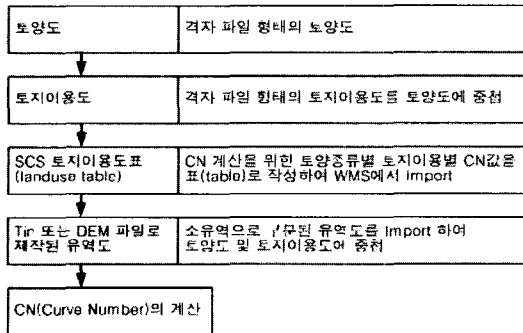 토양도
격자 파일 형태의 토양도
토지이용도
격자 파일 형태의 토지이용도를 토양도에 중첩
SCS 토지이용도표
(landuse table)
CN 계산을 위한 토양종류별 토지이용별 CN값을
표(table)로 작성하여 WMS에서 import
Tin 또는 DEM 파일로
제작된 유역도
소유역으로 구분된 유역도를 Import 하여
토양도 및 토지이용도에 중첩
CN(Curve Number)의 계산